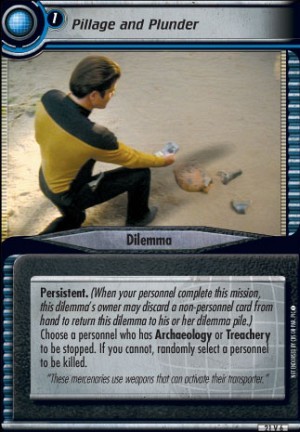 1
Pillage and Plunder
Dilemma
Persistent. (When your personnel complete this mission,
this dilemma's owner may discard a non-personnel card from
hand to return this dilemma to his or her dilemma pile.)
Choose a personnel who has Archaeology or Treachery
to be stopped. If you cannot, randomly select a personnel
to be killed.
"These mercenaries use weapons that can activate their transporter."
21 V 6